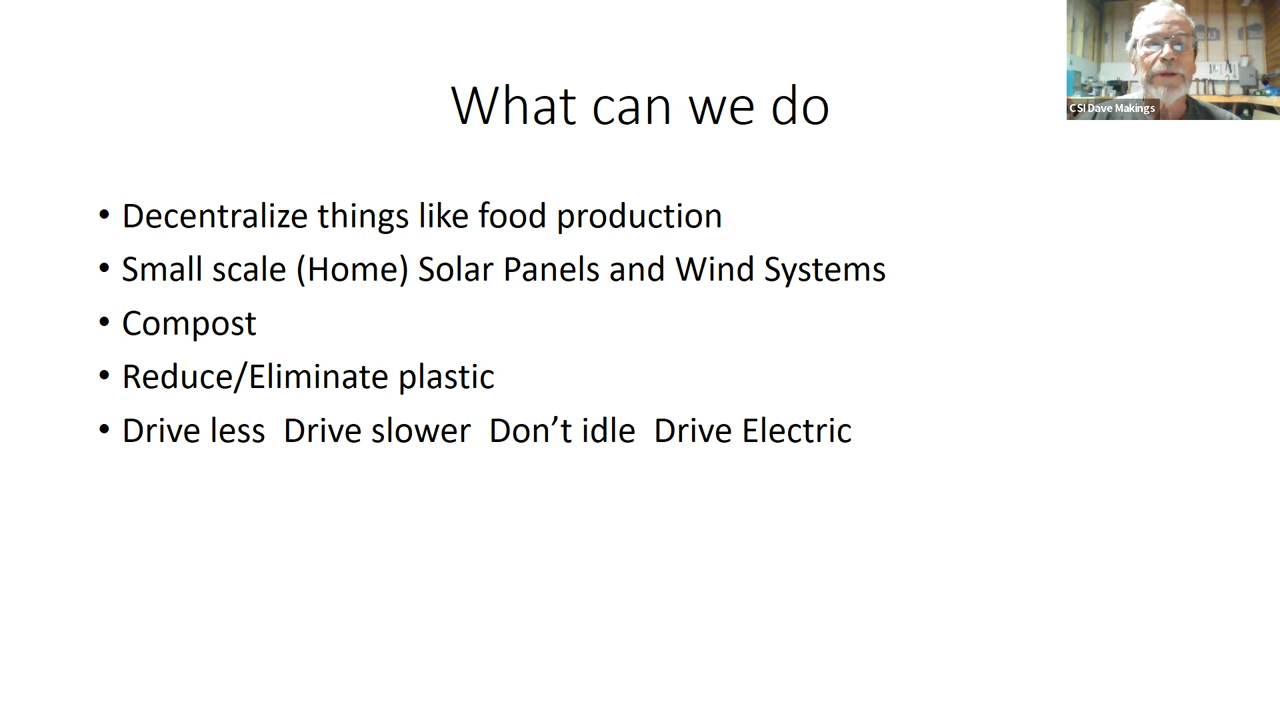 What can we do
CSI Dave Makings
• Decentralize things like food production
• Small scale (Home) Solar Panels and Wind Systems
• Compost
• Reduce/Eliminate plastic
• Drive less  Drive slower  Don’t idle  Drive Electric